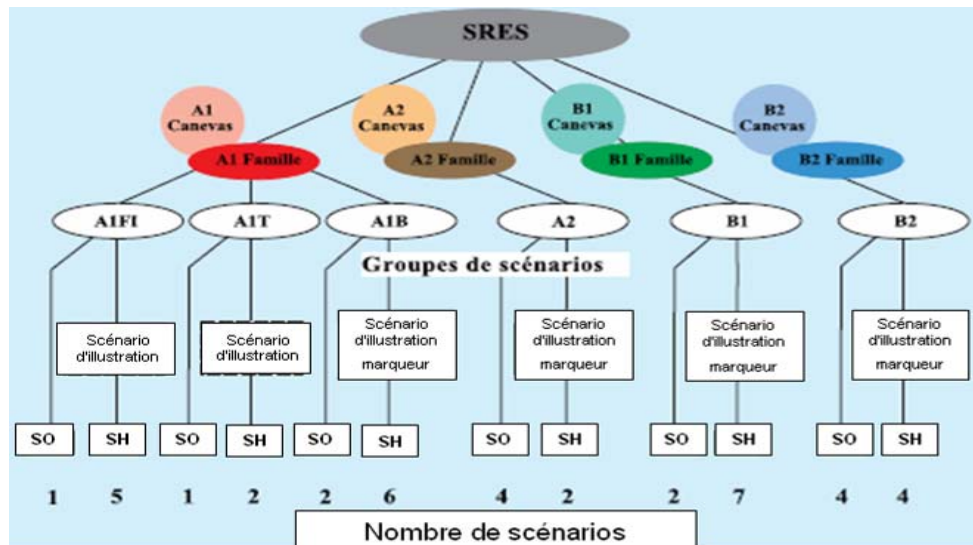 SRES
A1
Canevas
A2
Canevas
B1
Canevas
B2
Canevas
A1 Famille
A2 Famille
B1 Famille
B2 Famille
A1FI
A1T
A1B
A2
B1
B2
Groupes de scénarios
Scénario
d'illustration
Scénario
d'illustration
Scénario
d'illustration
marqueur
Scénario
d'illustration
marqueur
Scénario
d'illustration
marqueur
Scénario
d'illustration
marqueur
SO SH SO SH SO SH SO SH SO SH SO SH
1 5 1 2 2 6 4 2 2 7 4 4
Nombre de scénarios